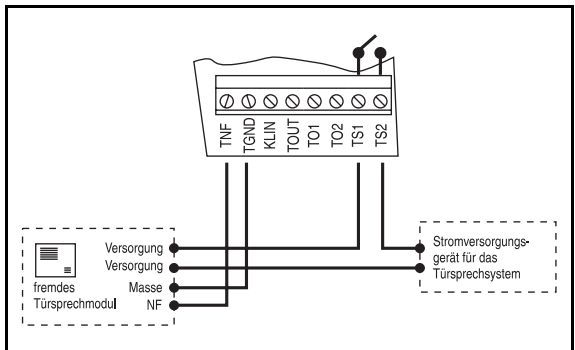 TNF
TGND
KLIN
TOUT
TO1
TO2
TS1
TS2
Versorgung
Versorgung
fremdes
Türsprechmodul
Masse
NF
Stromversorgungs-
gerät für das
Türsprechsystem